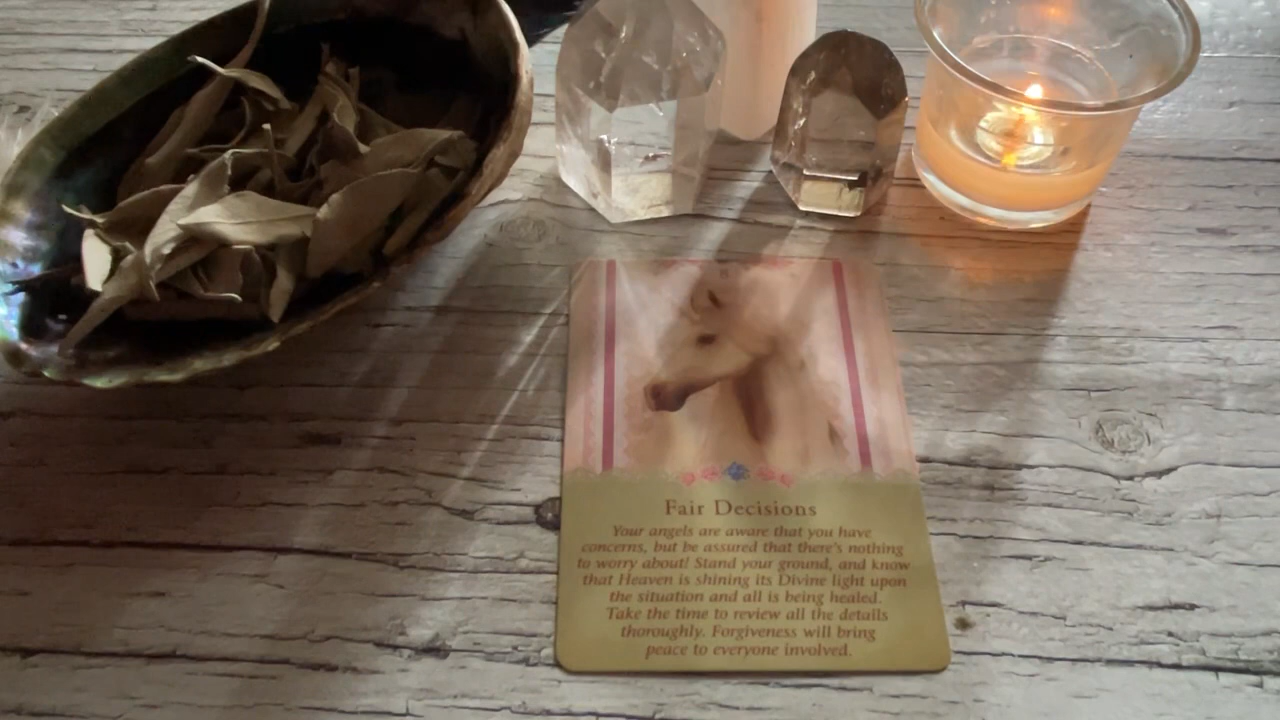 Fair Decisions
Your angels are aware that you have
concerns, but be assured that there's nothing
to worry about! Stand your ground, and know
that Heaven is shining its Divine light upon
the situation and all is being healed.
Take the time to review all the details
thoroughly. Forgiveness will bring
peace to everyone involved.